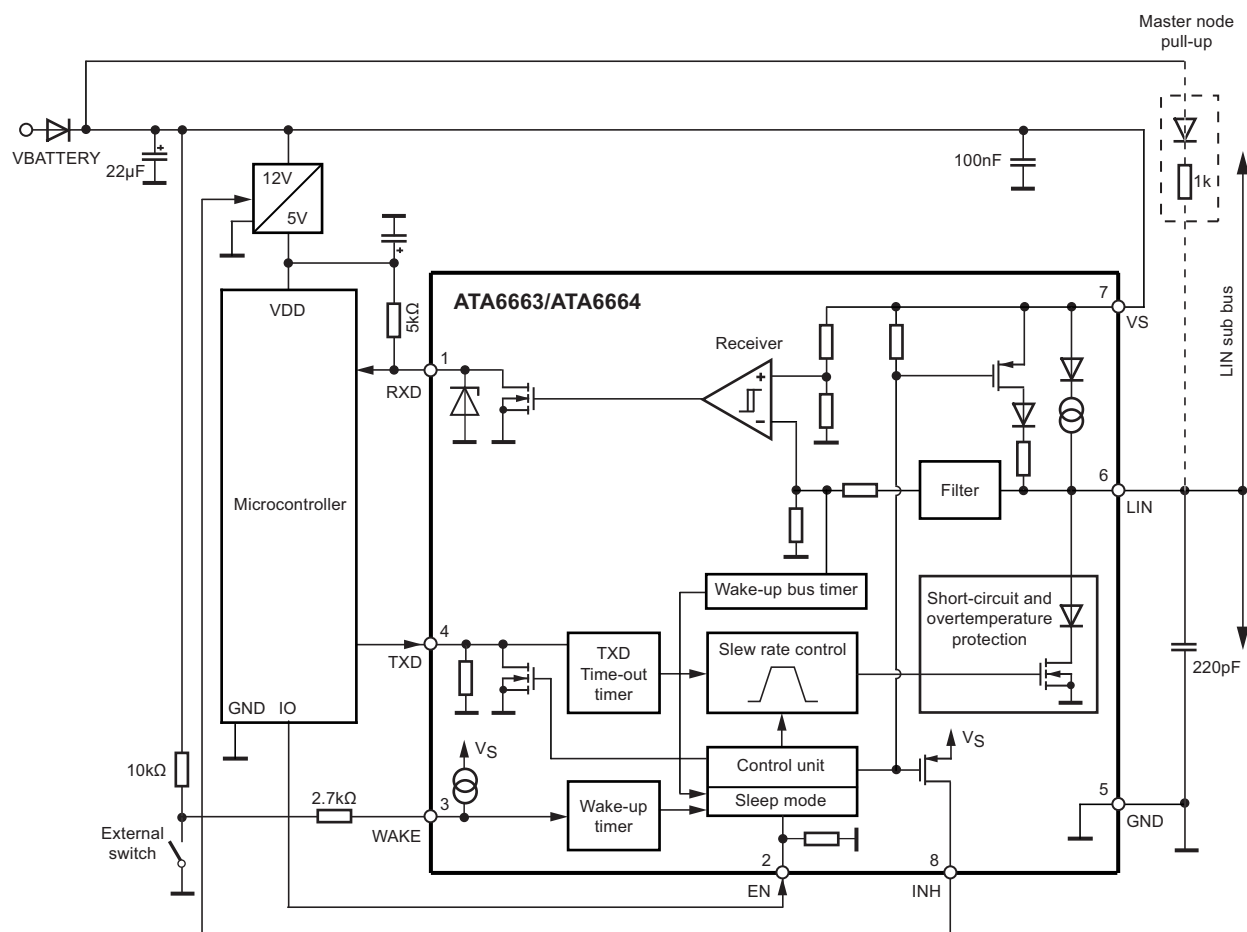 Master node
pull-up
VBATTERY
22µF
+
12V
5V
100nF
1k
+
LIN sub bus
VDD
5kΩ
ATA6663/ATA6664
7
VS
Receiver
1
RXD
+
-
Microcontroller
Filter
6
LIN
Wake-up bus timer
Short-circuit and
overtemperature
protection
4
TXD
TXD
Time-out
timer
Slew rate control
220pF
GND
IO
VS
VS
10kΩ
Control unit
2.7kΩ
3
WAKE
Wake-up
timer
Sleep mode
5
GND
External
switch
2
EN
8
INH